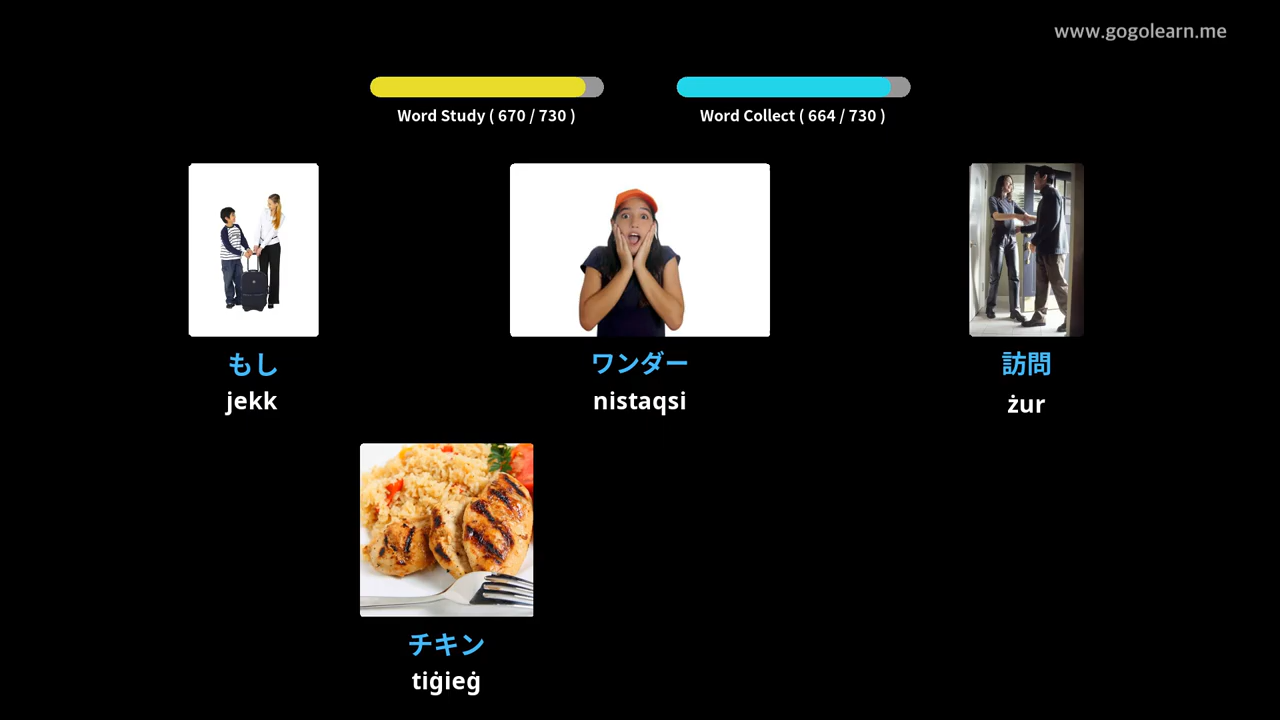 www.gogolearn.me
Word Study ( 670 / 730 )
Word Collect ( 664 / 730 )
もし
jekk
ワンダー
nistaqsi
訪問
żur
チキン
tiġieġ